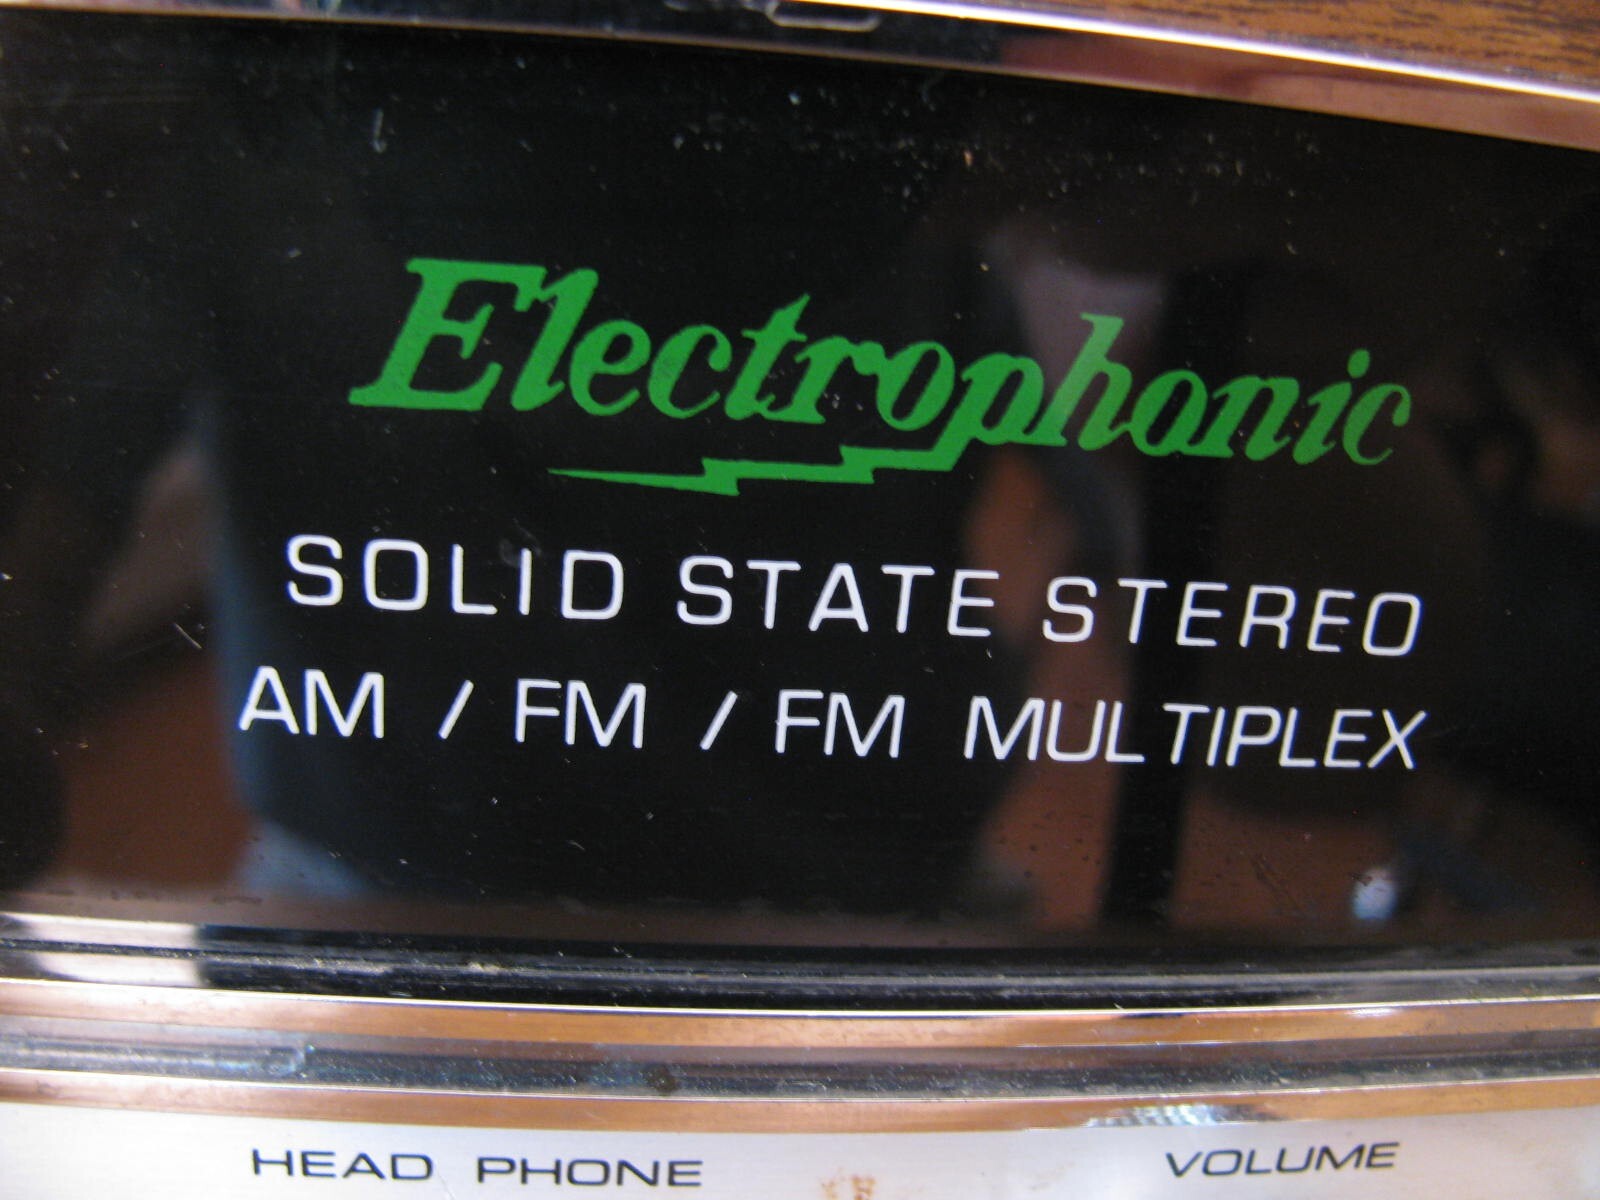 Electrophonic
SOLID STATE STEREO
AM / FM / FM MULTIPLEX
HEAD PHONE
VOLUME